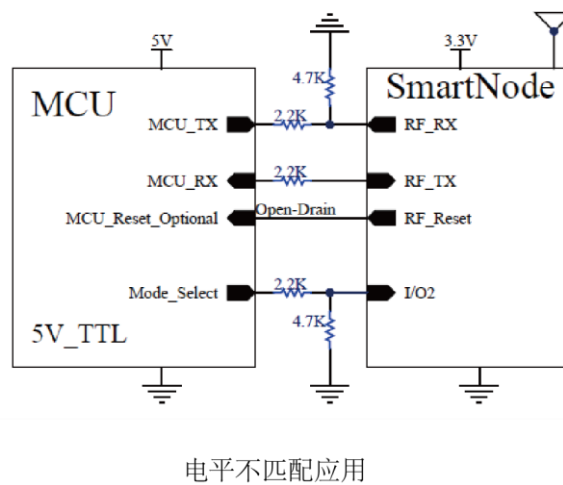 5V
3.3V
4.7K
MCU
SmartNode
MCU_TX
2.2K
RF_RX
MCU_RX
2.2K
RF_TX
MCU_Reset_Optional
Open-Drain
RF_Reset
Mode_Select
2.2K
I/O2
4.7K
5V_TTL
电平不匹配应用